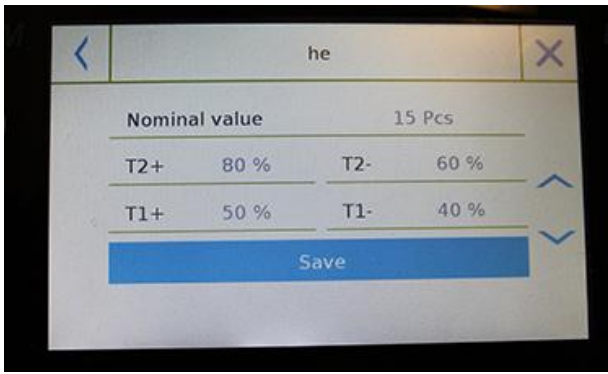 he
Nominal value 15 Pcs
T2+ 80 % T2- 60 %
T1+ 50 % T1- 40 %
Save